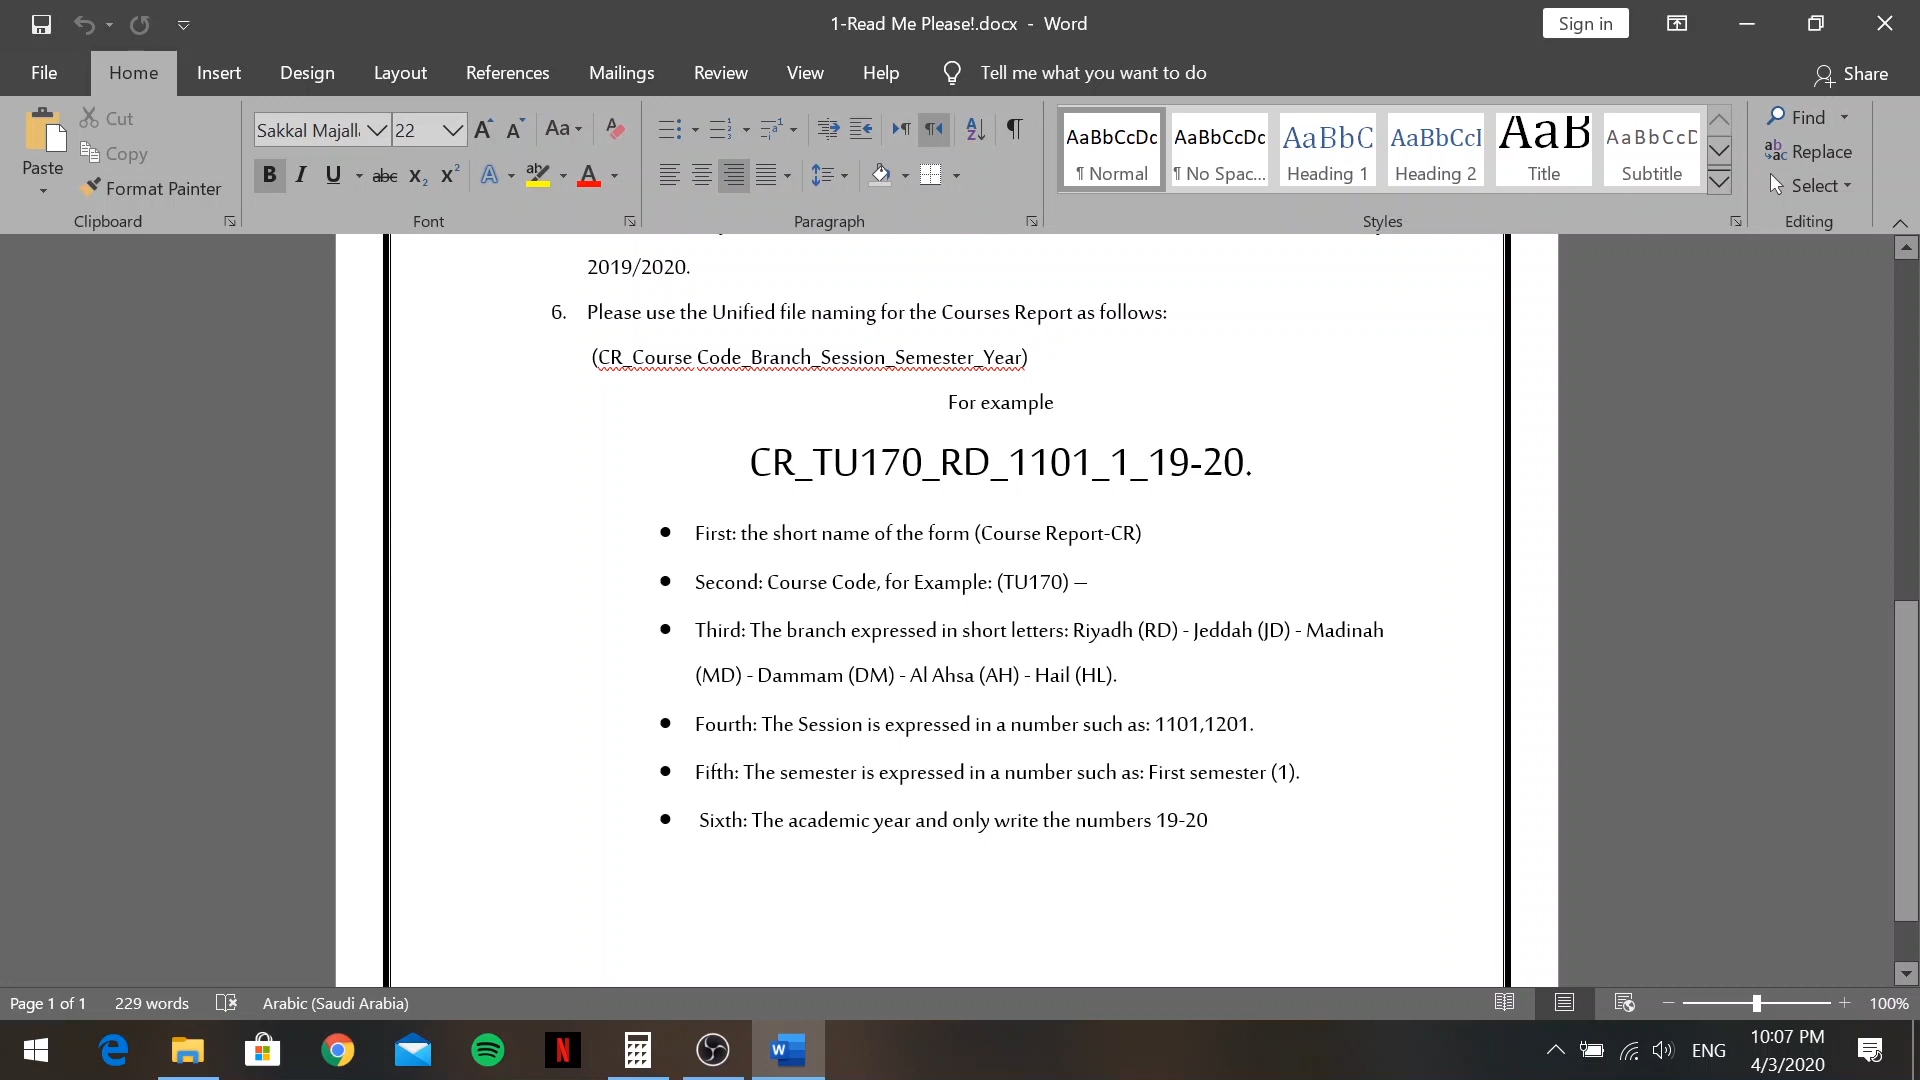 1-Read Me Please!.docx - Word
Sign in
File Home Insert Design Layout References Mailings Review View Help Tell me what you want to do Share
Paste
Cut
Copy
Format Painter
Clipboard
Sakkal Majall 22
Font
Paragraph
AaBbCcDc AaBbCcDc AaBbC AaBbCcI AaB AaBbCcD
¶ Normal ¶ No Spac... Heading 1 Heading 2 Title Subtitle
Styles
Find
Replace
Select
Editing
2019/2020.
6. Please use the Unified file naming for the Courses Report as follows:
(CR_Course Code_Branch_Session_Semester_Year)
For example
CR_TU170_RD_1101_1_19-20.
● First: the short name of the form (Course Report-CR)
● Second: Course Code, for Example: (TU170) –
● Third: The branch expressed in short letters: Riyadh (RD) - Jeddah (JD) - Madinah
(MD) - Dammam (DM) - Al Ahsa (AH) - Hail (HL).
● Fourth: The Session is expressed in a number such as: 1101,1201.
● Fifth: The semester is expressed in a number such as: First semester (1).
● Sixth: The academic year and only write the numbers 19-20
Page 1 of 1 229 words Arabic (Saudi Arabia) 100%
ENG
10:07 PM
4/3/2020